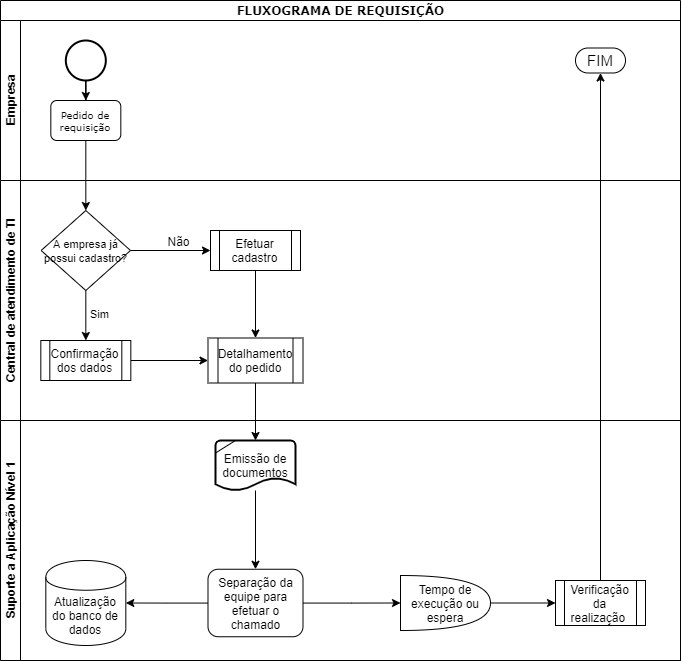 FLUXOGRAMA DE REQUISIÇÃO
Empresa
Pedido de
requisição
FIM
Central de atendimento de TI
A empresa já
possui cadastro?
Não
Efetuar
cadastro
Sim
Confirmação
dos dados
Detalhamento
do pedido
Suporte a Aplicação Nível 1
Emissão de
documentos
Atualização
do banco de
dados
Separação da
equipe para
efetuar o
chamado
Tempo de
execução ou
espera
Verificação
da
realização